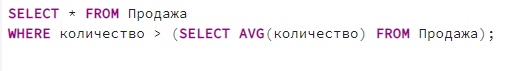 SELECT * FROM Продажа
WHERE количество > (SELECT AVG(количество) FROM Продажа);